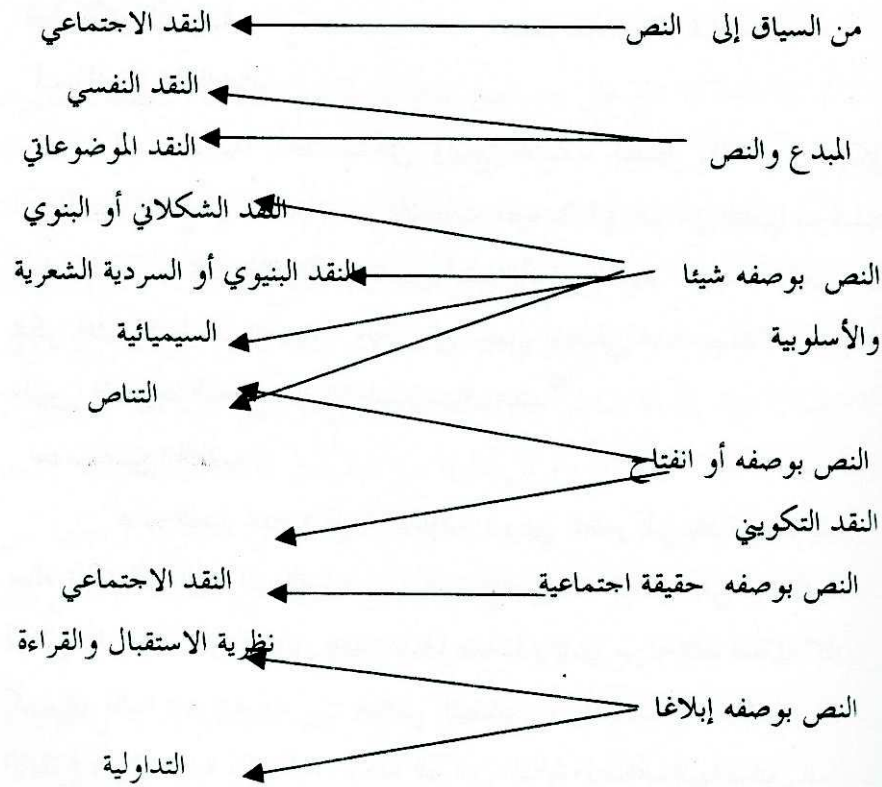 من السياق إلى النص النقد الاجتماعي
النقد النفسي
المبدع والنص النقد الموضوعاتي
النقد الشكلاني أو البنوي
النص بوصفه شيئا النقد البنيوي أو السردية الشعرية
والأسلوبية السيميائية
التناص
النص بوصفه أو انفتاح
النقد التكويني
النص بوصفه حقيقة اجتماعية النقد الاجتماعي
نظرية الاستقبال والقراءة
النص بوصفه إبلاغا
التداولية